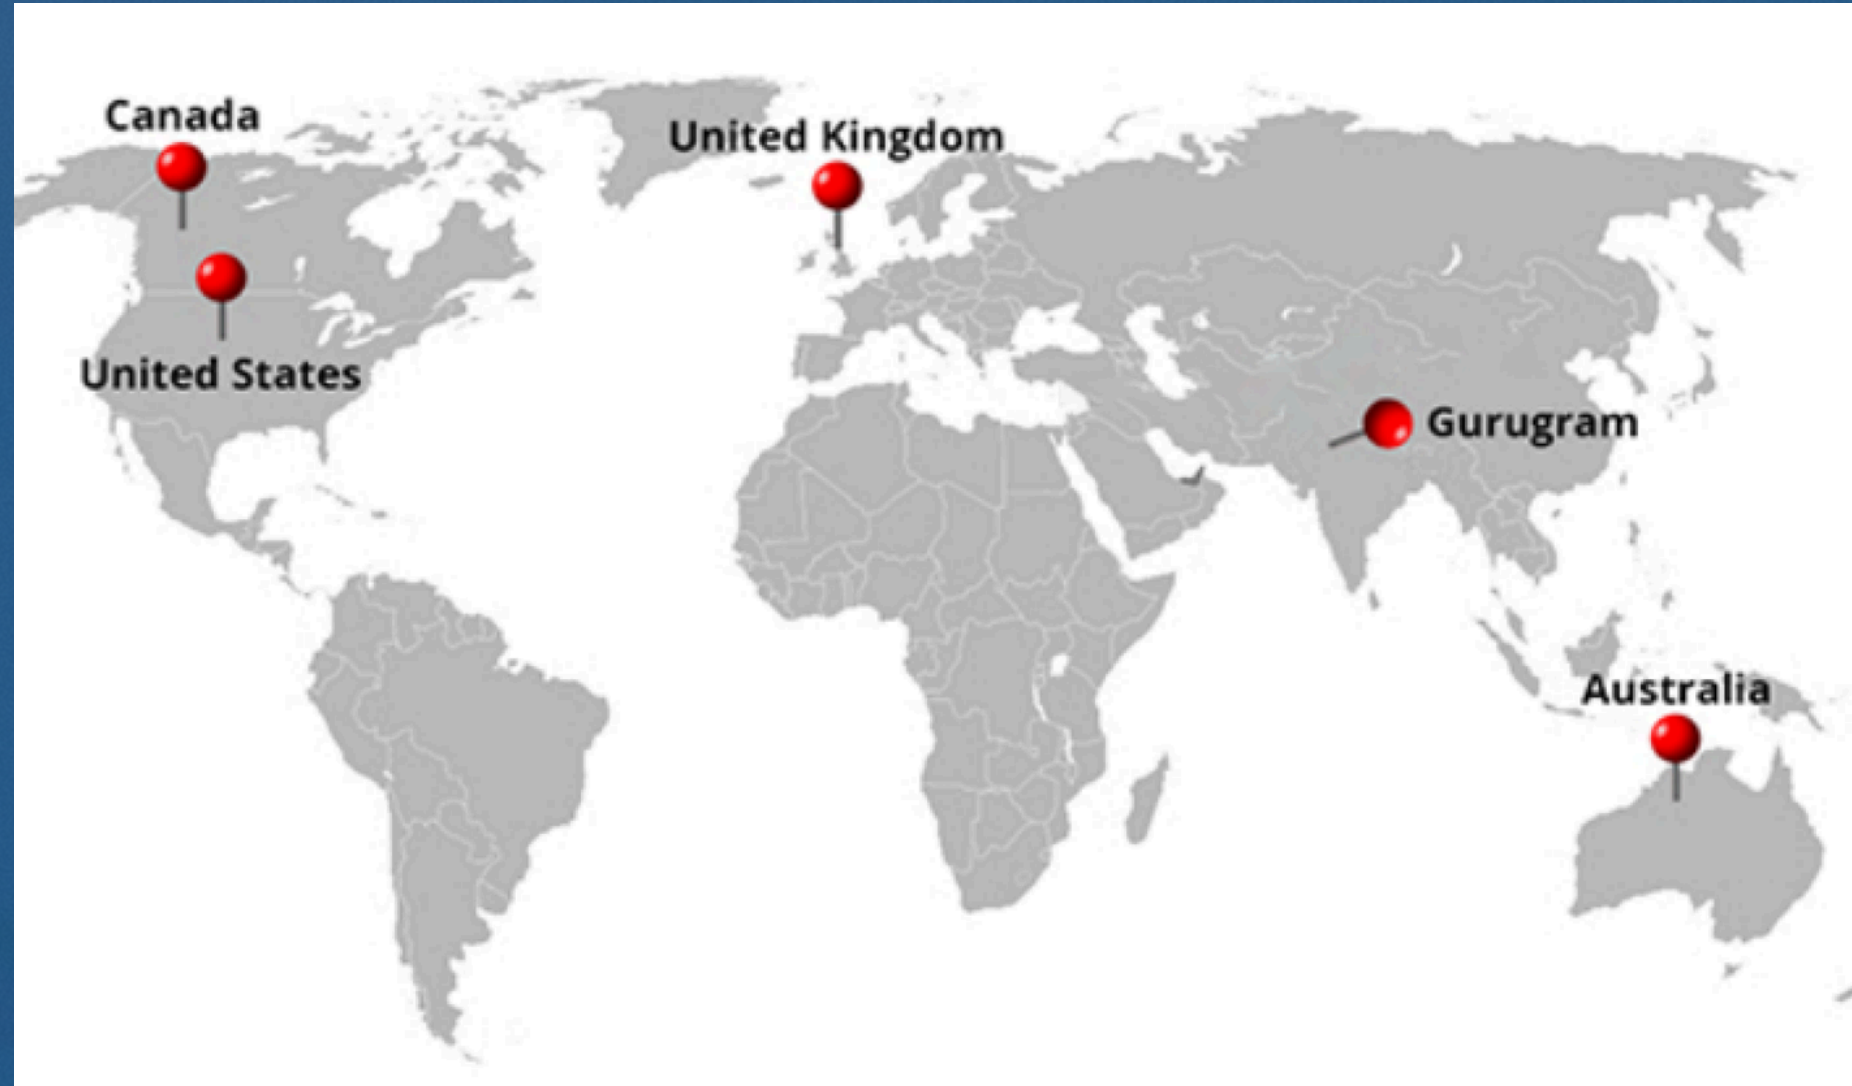 Canada
United Kingdom
United States
Gurugram
Australia